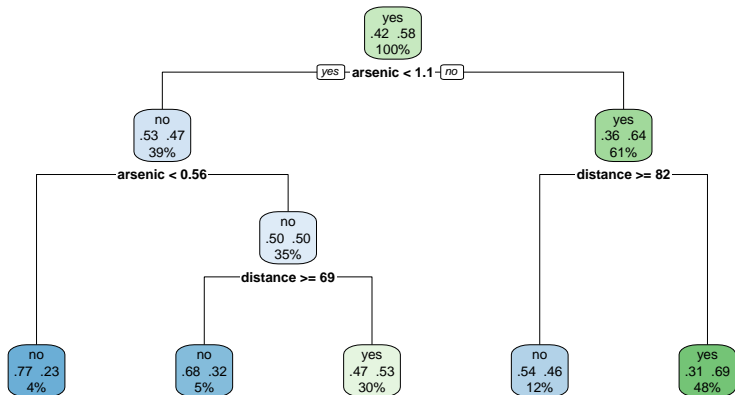 yes
.42 .58
100%
yes arsenic < 1.1 no
no
.53 .47
39%
yes
.36 .64
61%
arsenic < 0.56
distance >= 82
no
.50 .50
35%
distance >= 69
no
.77 .23
4%
no
.68 .32
5%
yes
.47 .53
30%
no
.54 .46
12%
yes
.31 .69
48%